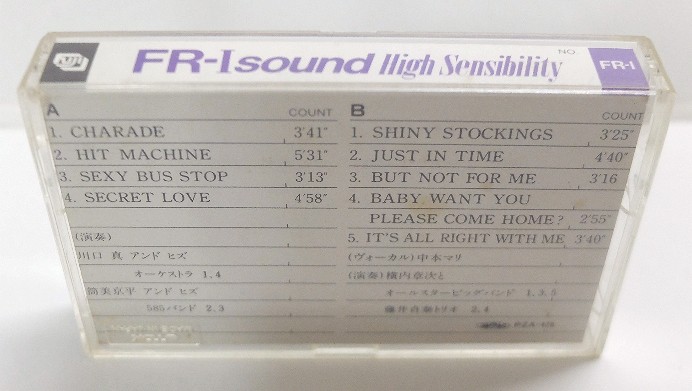 FUJI
FR-I sound High Sensibility
NO.
FR-I
A
COUNT
1. CHARADE 3'41"
2. HIT MACHINE 5'31"
3. SEXY BUS STOP 3'13"
4. SECRET LOVE 4'58"
(演奏)
川口 真 アンド ヒズ
オーケストラ 1.4
筒美京平 アンド ヒズ
585バンド 2.3
B
COUNT
1. SHINY STOCKINGS 3'25"
2. JUST IN TIME 4'40"
3. BUT NOT FOR ME 3'16
4. BABY WANT YOU
PLEASE COME HOME? 2'55"
5. IT'S ALL RIGHT WITH ME 3'40"
(ヴォーカル)中本マリ
(演奏)横内章次と
オールスタービッグバンド 1.3.5
藤井貞泰トリオ 2.4